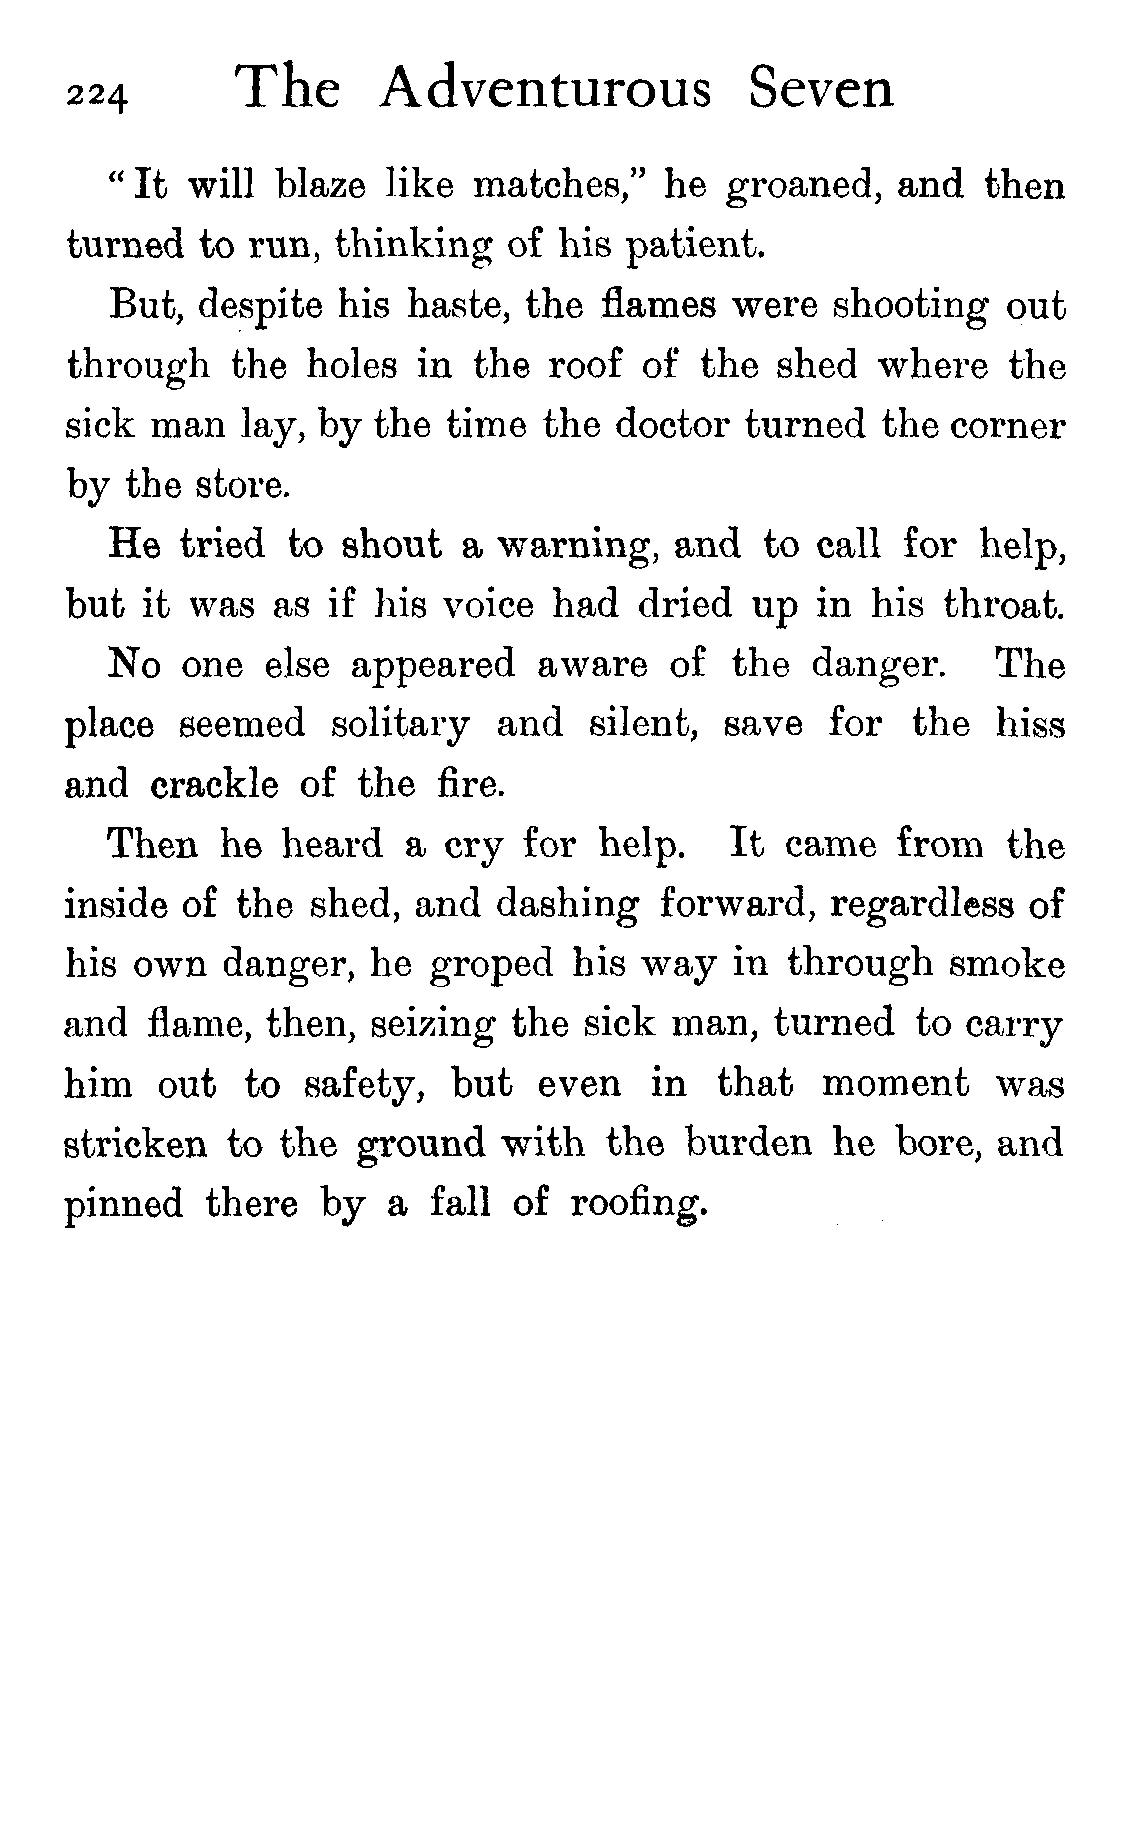 224 The Adventurous Seven
“ It will blaze like matches,” he groaned, and then
turned to run, thinking of his patient.
But, despite his haste, the flames were shooting out
through the holes in the roof of the shed where the
sick man lay, by the time the doctor turned the corner
by the store.
He tried to shout a warning, and to call for help,
but it was as if his voice had dried up in his throat.
No one else appeared aware of the danger. The
place seemed solitary and silent, save for the hiss
and crackle of the fire.
Then he heard a cry for help. It came from the
inside of the shed, and dashing forward, regardless of
his own danger, he groped his way in through smoke
and flame, then, seizing the sick man, turned to carry
him out to safety, but even in that moment was
stricken to the ground with the burden he bore, and
pinned there by a fall of roofing.